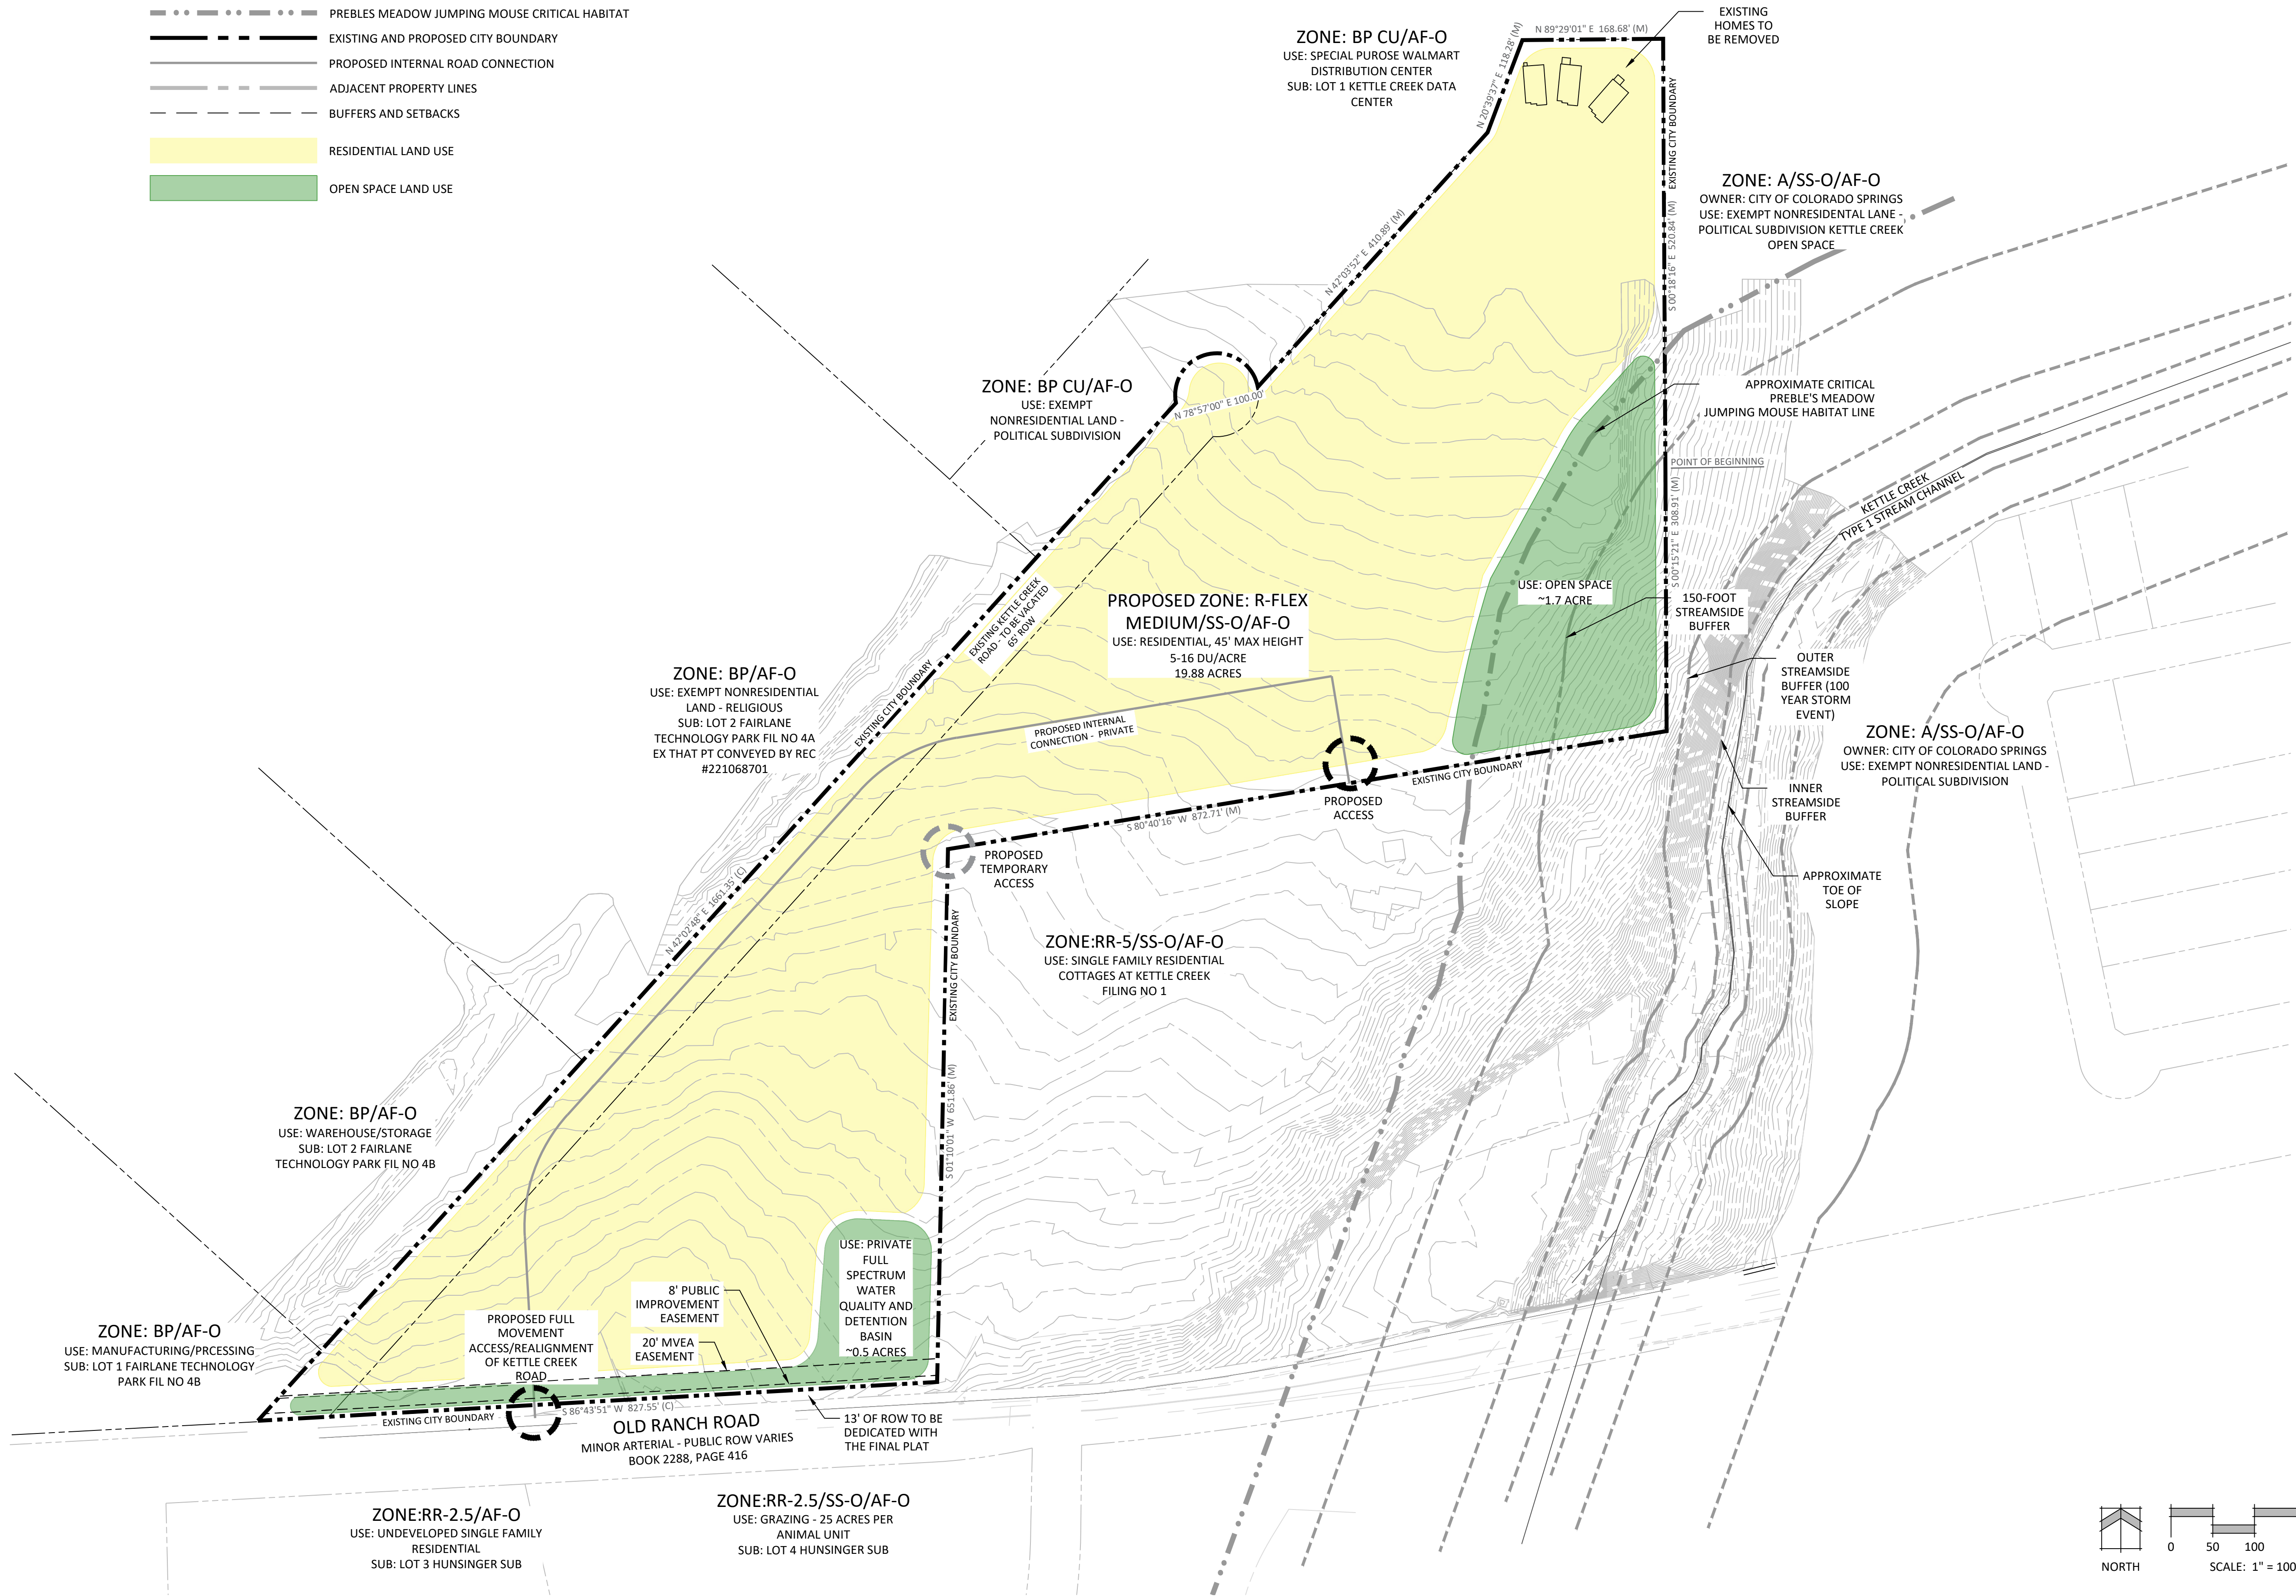 PREBLES MEADOW JUMPING MOUSE CRITICAL HABITAT
EXISTING AND PROPOSED CITY BOUNDARY
PROPOSED INTERNAL ROAD CONNECTION
ADJACENT PROPERTY LINES
BUFFERS AND SETBACKS
RESIDENTIAL LAND USE
OPEN SPACE LAND USE
ZONE: BP CU/AF-O
USE: SPECIAL PUROSE WALMART
DISTRIBUTION CENTER
SUB: LOT 1 KETTLE CREEK DATA
CENTER
N 20°39'37" E 118.28' (M)
N 89°29'01" E 168.68' (M)
EXISTING
HOMES TO
BE REMOVED
EXISTING CITY BOUNDARY
S 00°18'16" E 520.84' (M)
ZONE: A/SS-O/AF-O
OWNER: CITY OF COLORADO SPRINGS
USE: EXEMPT NONRESIDENTAL LANE -
POLITICAL SUBDIVISION KETTLE CREEK
OPEN SPACE
N 42°03'52" E 410.89' (M)
ZONE: BP CU/AF-O
USE: EXEMPT
NONRESIDENTIAL LAND -
POLITICAL SUBDIVISION
N 78°57'00" E 100.00'
APPROXIMATE CRITICAL
PREBLE'S MEADOW
JUMPING MOUSE HABITAT LINE
POINT OF BEGINNING
S 00°15'21" E 308.91' (M)
KETTLE CREEK
TYPE 1 STREAM CHANNEL
USE: OPEN SPACE
~1.7 ACRE
150-FOOT
STREAMSIDE
BUFFER
EXISTING KETTLE CREEK
ROAD - TO BE VACATED
65' ROW
PROPOSED ZONE: R-FLEX
MEDIUM/SS-O/AF-O
USE: RESIDENTIAL, 45' MAX HEIGHT
5-16 DU/ACRE
19.88 ACRES
OUTER
STREAMSIDE
BUFFER (100
YEAR STORM
EVENT)
ZONE: BP/AF-O
USE: EXEMPT NONRESIDENTIAL
LAND - RELIGIOUS
SUB: LOT 2 FAIRLANE
TECHNOLOGY PARK FIL NO 4A
EX THAT PT CONVEYED BY REC
#221068701
EXISTING CITY BOUNDARY
PROPOSED INTERNAL
CONNECTION - PRIVATE
ZONE: A/SS-O/AF-O
OWNER: CITY OF COLORADO SPRINGS
USE: EXEMPT NONRESIDENTIAL LAND -
POLITICAL SUBDIVISION
EXISTING CITY BOUNDARY
INNER
STREAMSIDE
BUFFER
PROPOSED
ACCESS
S 80°40'16" W 872.71' (M)
PROPOSED
TEMPORARY
ACCESS
APPROXIMATE
TOE OF
SLOPE
N 42°02'48" E 1661.35' (C)
EXISTING CITY BOUNDARY
ZONE:RR-5/SS-O/AF-O
USE: SINGLE FAMILY RESIDENTIAL
COTTAGES AT KETTLE CREEK
FILING NO 1
S 01°10'01" W 651.86' (M)
ZONE: BP/AF-O
USE: WAREHOUSE/STORAGE
SUB: LOT 2 FAIRLANE
TECHNOLOGY PARK FIL NO 4B
USE: PRIVATE
FULL
SPECTRUM
WATER
QUALITY AND
DETENTION
BASIN
~0.5 ACRES
8' PUBLIC
IMPROVEMENT
EASEMENT
20' MVEA
EASEMENT
PROPOSED FULL
MOVEMENT
ACCESS/REALIGNMENT
OF KETTLE CREEK
ROAD
ZONE: BP/AF-O
USE: MANUFACTURING/PRCESSING
SUB: LOT 1 FAIRLANE TECHNOLOGY
PARK FIL NO 4B
EXISTING CITY BOUNDARY
S 86°43'51" W 827.55' (C)
OLD RANCH ROAD
MINOR ARTERIAL - PUBLIC ROW VARIES
BOOK 2288, PAGE 416
13' OF ROW TO BE
DEDICATED WITH
THE FINAL PLAT
ZONE:RR-2.5/AF-O
USE: UNDEVELOPED SINGLE FAMILY
RESIDENTIAL
SUB: LOT 3 HUNSINGER SUB
ZONE:RR-2.5/SS-O/AF-O
USE: GRAZING - 25 ACRES PER
ANIMAL UNIT
SUB: LOT 4 HUNSINGER SUB
NORTH
0 50 100
SCALE: 1" = 100